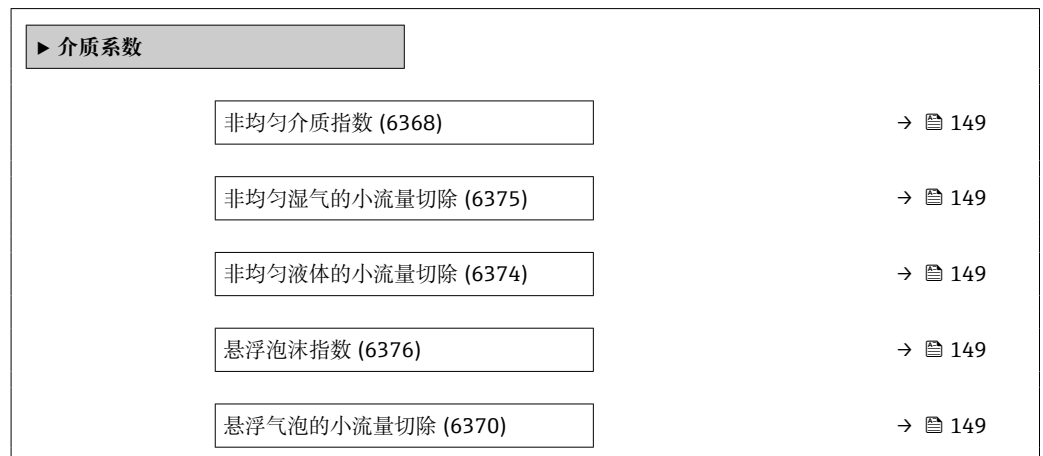 ▶ 介质系数
非均匀介质指数 (6368) → 149
非均匀湿气的小流量切除 (6375) → 149
非均匀液体的小流量切除 (6374) → 149
悬浮泡沫指数 (6376) → 149
悬浮气泡的小流量切除 (6370) → 149